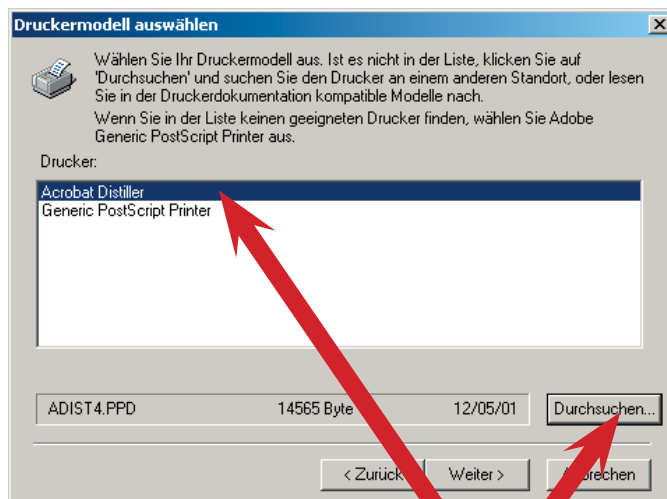 Druckermodell auswählen
Wählen Sie Ihr Druckermodell aus. Ist es nicht in der Liste, klicken Sie auf
'Durchsuchen' und suchen Sie den Drucker an einem anderen Standort, oder lesen
Sie in der Druckerdokumentation kompatible Modelle nach.
Wenn Sie in der Liste keinen geeigneten Drucker finden, wählen Sie Adobe
Generic PostScript Printer aus.
Drucker:
Acrobat Distiller
Generic PostScript Printer
ADIST4.PPD 14565 Byte 12/05/01 Durchsuchen...
< Zurück Weiter > Abbrechen